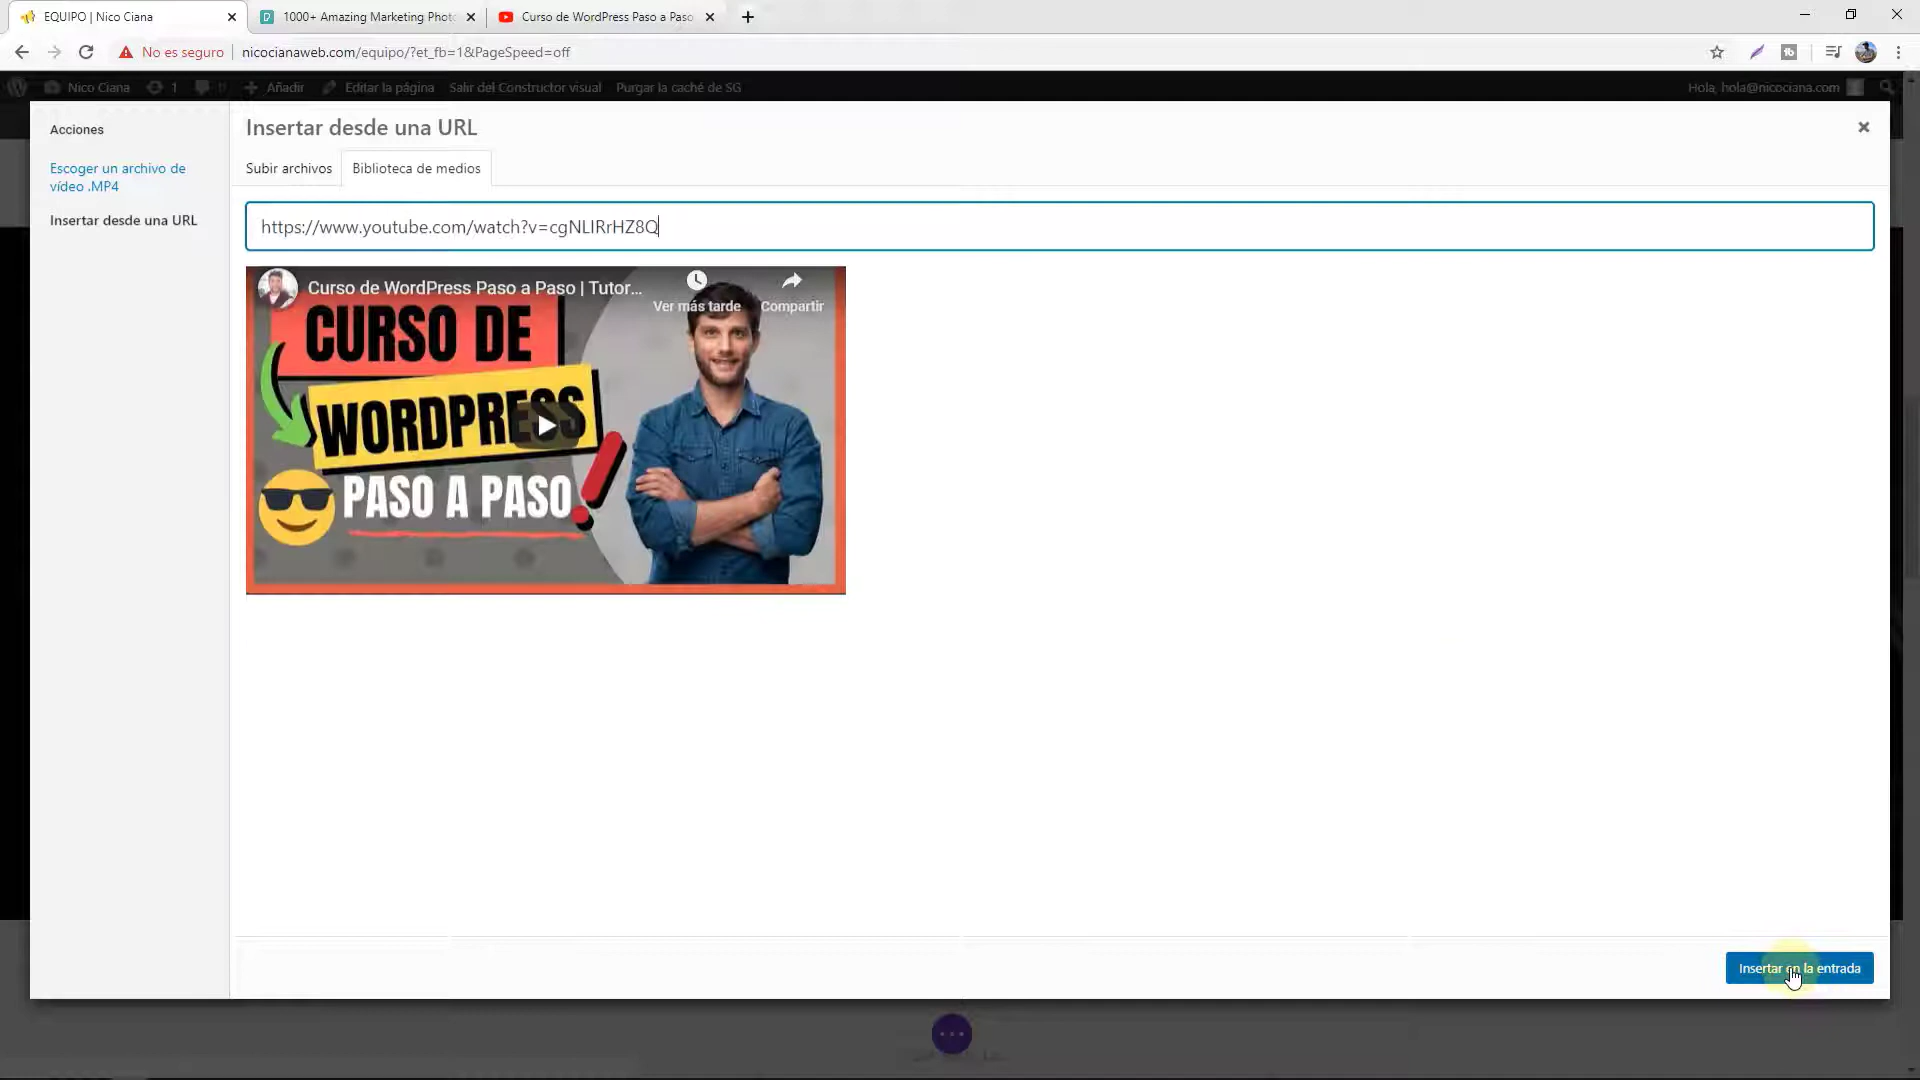 EQUIPO | Nico Ciana
1000+ Amazing Marketing Phot
Curso de WordPress Paso a Paso
No es seguro
nicocianaweb.com/equipo/?et_fb=1&PageSpeed=off
Nico Ciana
1
Añadir
Editar la página
Salir del Constructor visual
Purgar la caché de SG
Hola, hola@nicociana.com
Acciones
Escoger un archivo de
vídeo .MP4
Insertar desde una URL
Insertar desde una URL
Subir archivos
Biblioteca de medios
https://www.youtube.com/watch?v=cgNLIRrHZ8Q
Curso de WordPress Paso a Paso | Tutor...
Ver más tarde
Compartir
CURSO DE
WORDPRESS
PASO A PASO
Insertar en la entrada